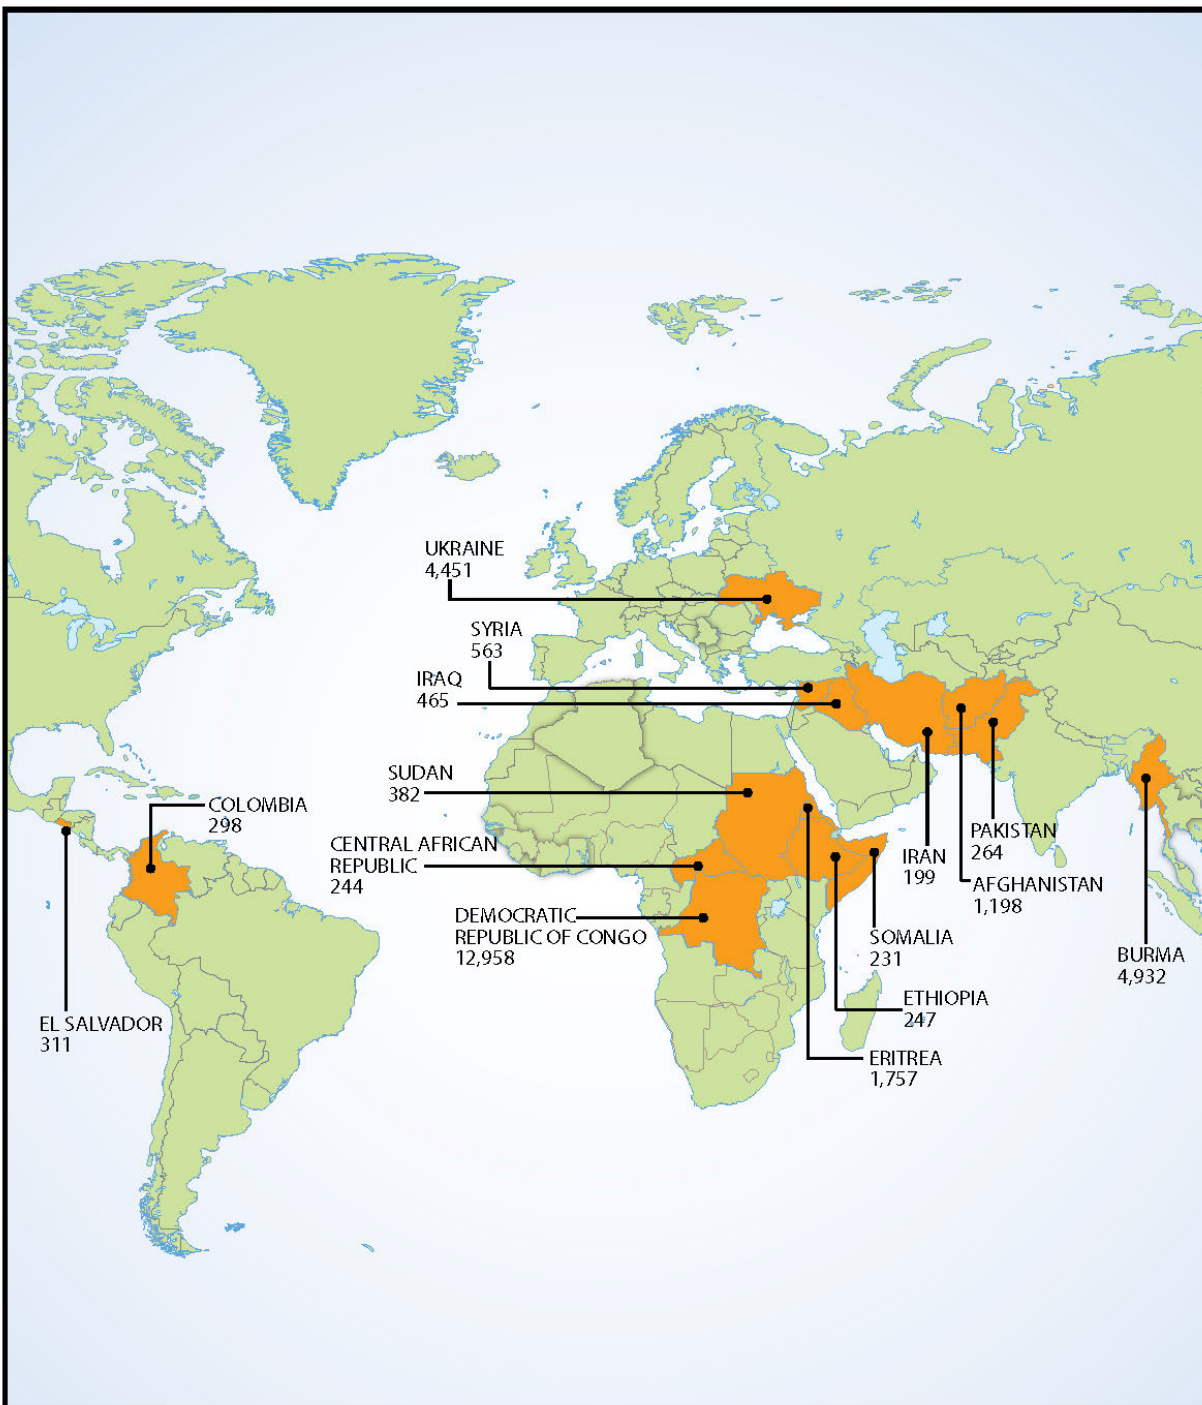 UKRAINE
4,451
SYRIA
563
IRAQ
465
SUDAN
382
COLOMBIA
298
CENTRAL AFRICAN
REPUBLIC
244
PAKISTAN
264
IRAN
199
AFGHANISTAN
1,198
DEMOCRATIC
REPUBLIC OF CONGO
12,958
SOMALIA
231
BURMA
4,932
ETHIOPIA
247
EL SALVADOR
311
ERITREA
1,757